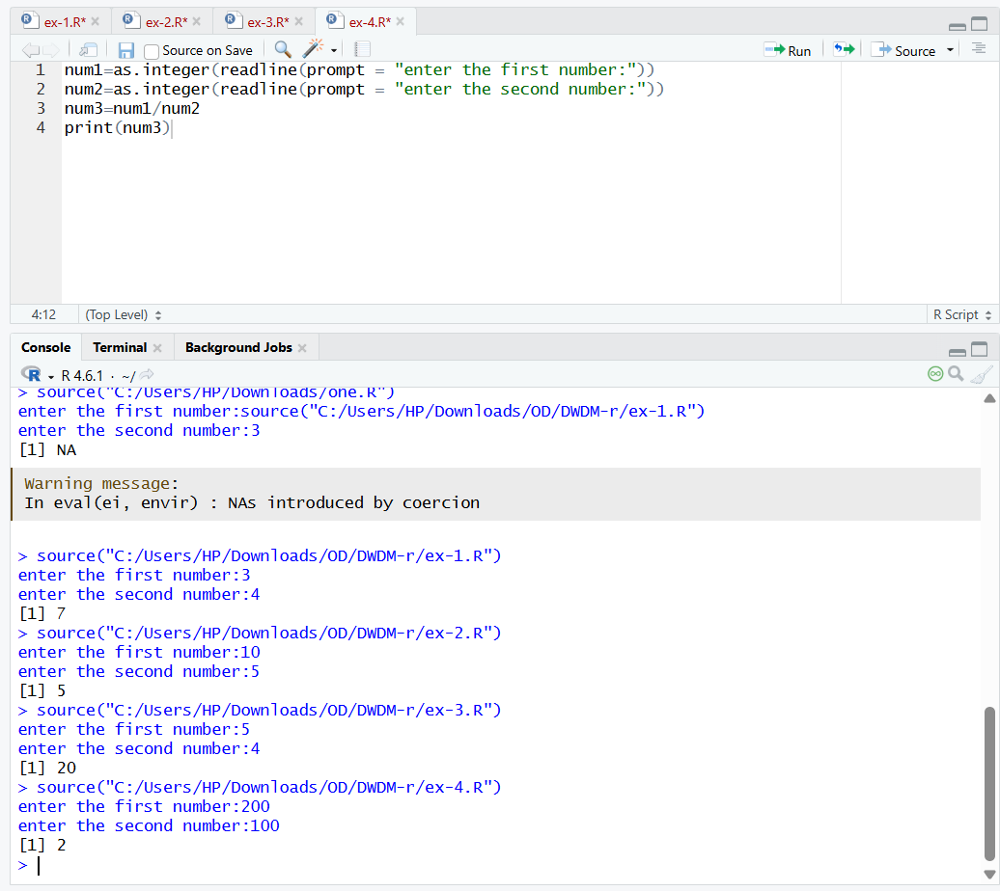 ex-1.R* ex-2.R* ex-3.R* ex-4.R*
Source on Save Run Source
1 num1=as.integer(readline(prompt = "enter the first number:"))
2 num2=as.integer(readline(prompt = "enter the second number:"))
3 num3=num1/num2
4 print(num3)
4:12 (Top Level) R Script
Console Terminal Background Jobs
R 4.6.1 · ~/
> source("C:/Users/HP/Downloads/one.R")
enter the first number:source("C:/Users/HP/Downloads/OD/DWDM-r/ex-1.R")
enter the second number:3
[1] NA
Warning message:
In eval(ei, envir) : NAs introduced by coercion
> source("C:/Users/HP/Downloads/OD/DWDM-r/ex-1.R")
enter the first number:3
enter the second number:4
[1] 7
> source("C:/Users/HP/Downloads/OD/DWDM-r/ex-2.R")
enter the first number:10
enter the second number:5
[1] 5
> source("C:/Users/HP/Downloads/OD/DWDM-r/ex-3.R")
enter the first number:5
enter the second number:4
[1] 20
> source("C:/Users/HP/Downloads/OD/DWDM-r/ex-4.R")
enter the first number:200
enter the second number:100
[1] 2
>